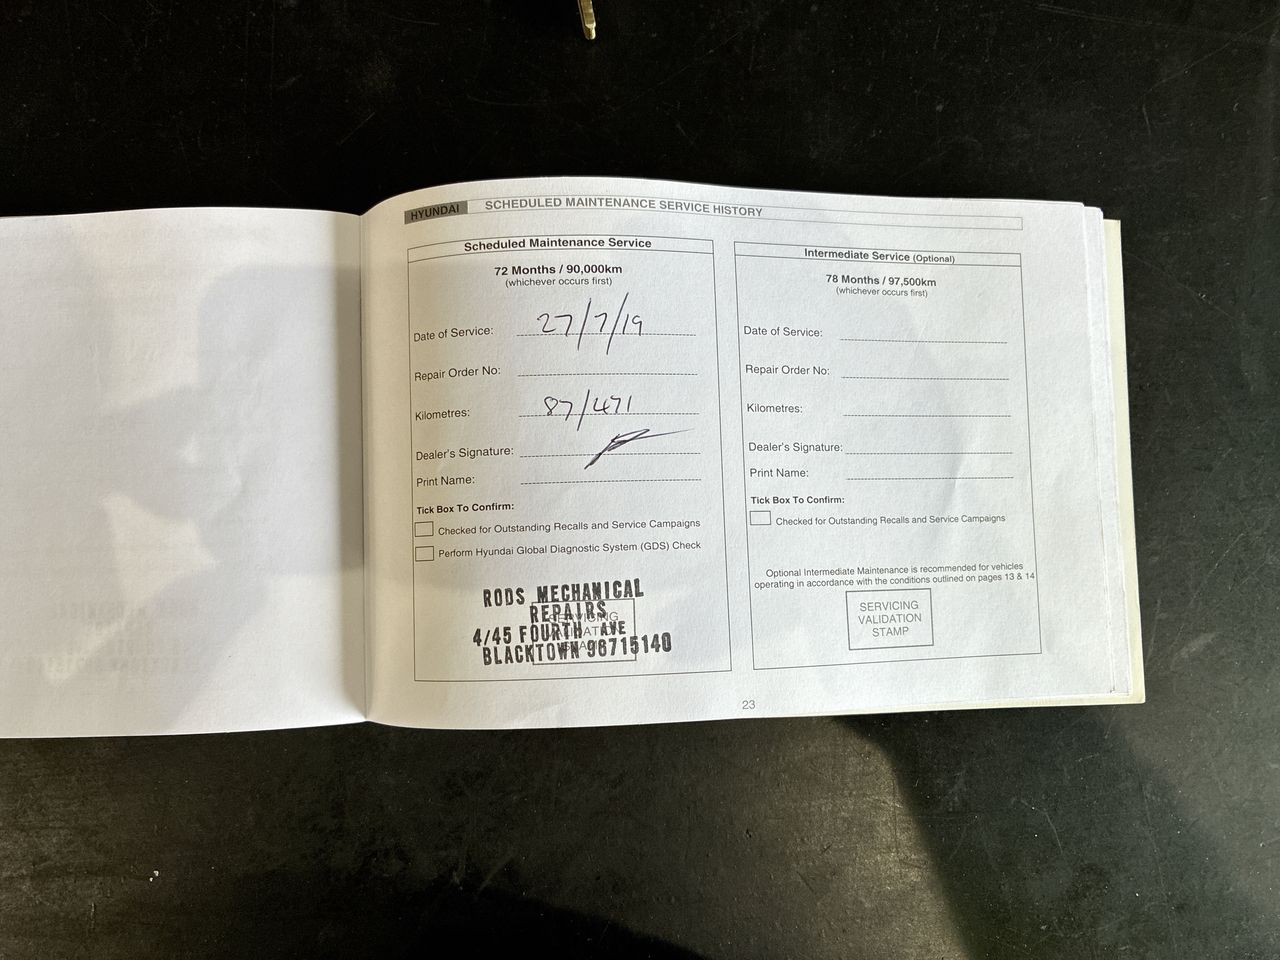 HYUNDAI SCHEDULED MAINTENANCE SERVICE HISTORY
Scheduled Maintenance Service
72 Months / 90,000km
(whichever occurs first)
Date of Service: 27/7/19
Repair Order No:
Kilometres: 87/471
Dealer's Signature:
Print Name:
Tick Box To Confirm:
Checked for Outstanding Recalls and Service Campaigns
Perform Hyundai Global Diagnostic System (GDS) Check
RODS MECHANICAL
REPAIRS
4/45 FOURTH AVE
BLACKTOWN 96715140
SERVICING
VALIDATION
STAMP
Intermediate Service (Optional)
78 Months / 97,500km
(whichever occurs first)
Date of Service:
Repair Order No:
Kilometres:
Dealer's Signature:
Print Name:
Tick Box To Confirm:
Checked for Outstanding Recalls and Service Campaigns
Optional Intermediate Maintenance is recommended for vehicles
operating in accordance with the conditions outlined on pages 13 & 14
SERVICING
VALIDATION
STAMP
23